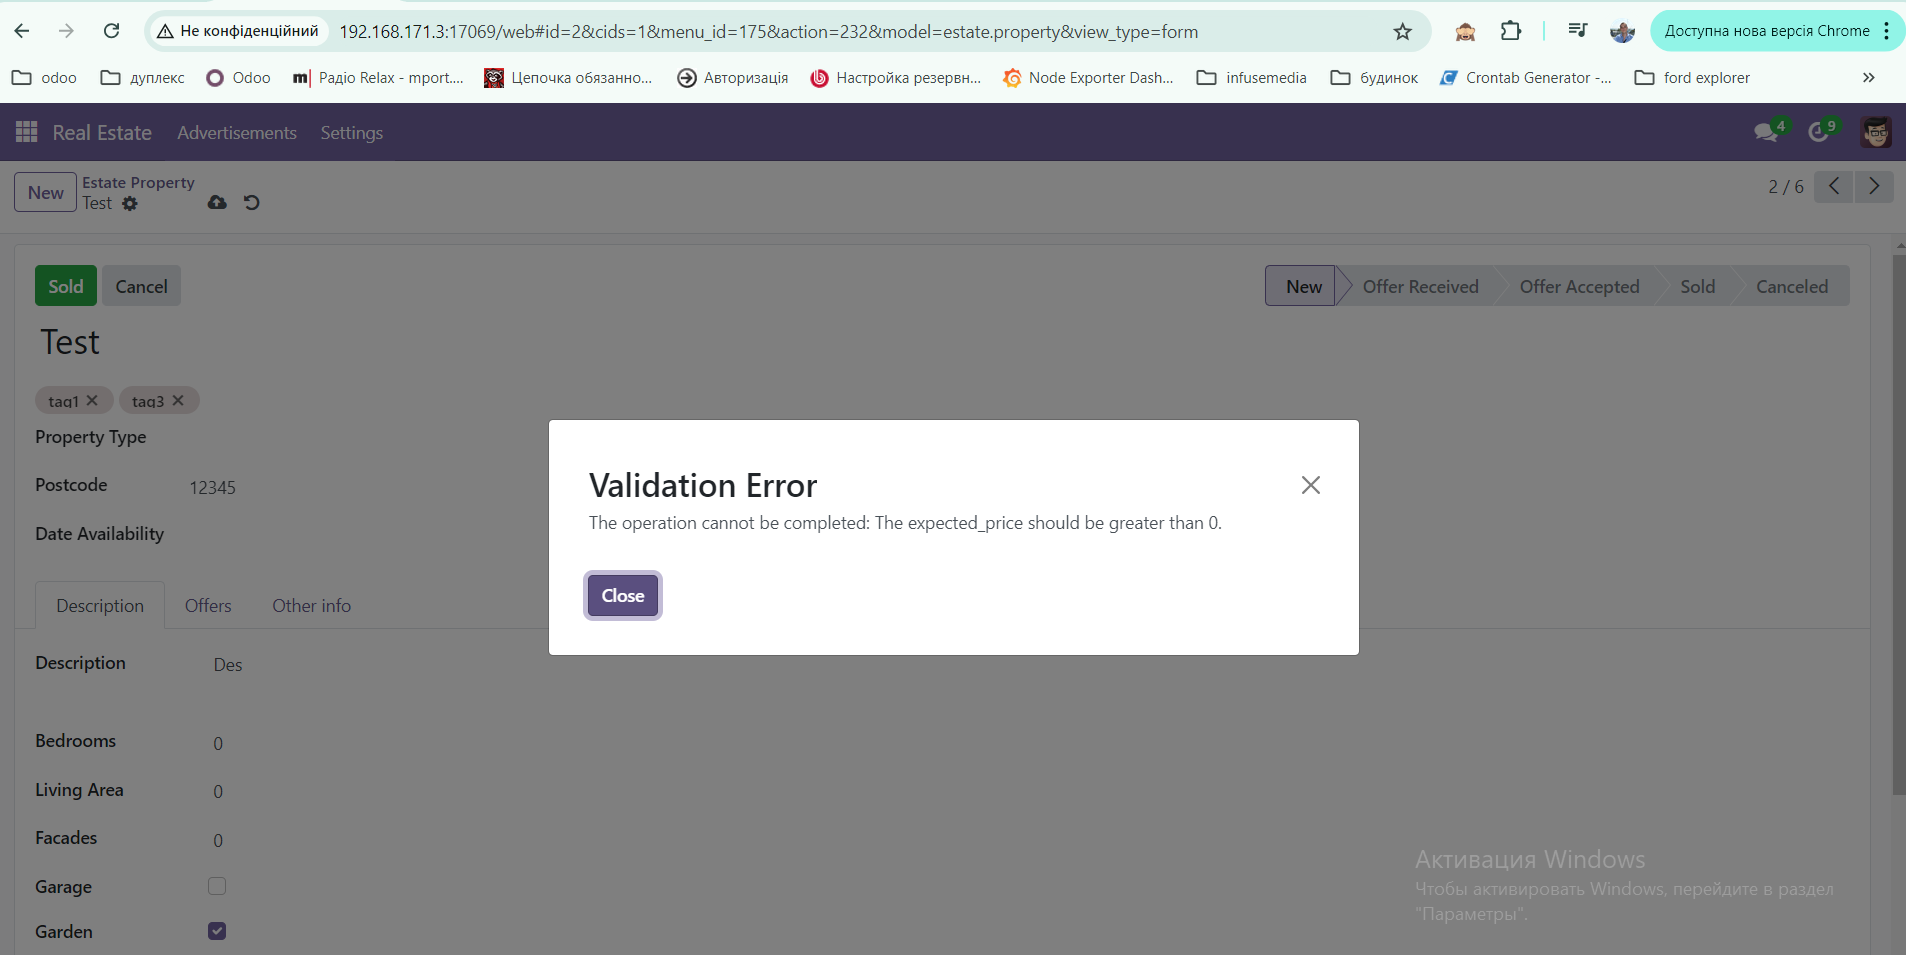 Не конфіденційний
192.168.171.3:17069/web#id=2&cids=1&menu_id=175&action=232&model=estate.property&view_type=form
Доступна нова версія Chrome
odoo
дуплекс
Odoo
m| Радіо Relax - mport....
Цепочка обязанно...
Авторизація
Настройка резервн...
Node Exporter Dash...
infusemedia
будинок
Crontab Generator -...
ford explorer
Real Estate
Advertisements
Settings
4
9
New
Estate Property
Test
2 / 6
Sold
Cancel
New
Offer Received
Offer Accepted
Sold
Canceled
Test
tag1
tag3
Property Type
Postcode 12345
Date Availability
Validation Error
The operation cannot be completed: The expected_price should be greater than 0.
Close
Description
Offers
Other info
Description Des
Bedrooms 0
Living Area 0
Facades 0
Garage
Garden
Активация Windows
Чтобы активировать Windows, перейдите в раздел
"Параметры".